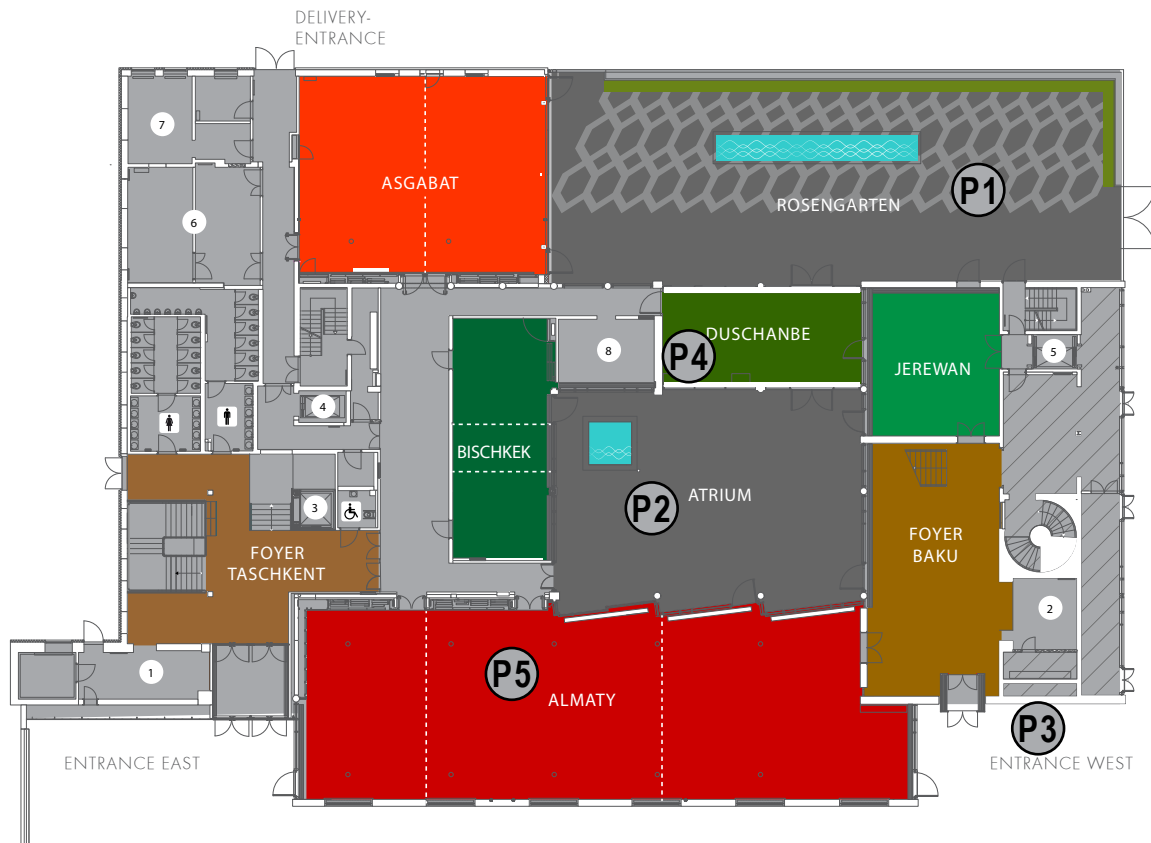 DELIVERY-
ENTRANCE
7
ASGABAT
P1
ROSENGARTEN
6
DUSCHANBE
8
P4
5
JEREWAN
4
BISCHKEK
ATRIUM
P2
3
FOYER
TASCHKENT
FOYER
BAKU
2
1
P5
ALMATY
P3
ENTRANCE EAST
ENTRANCE WEST